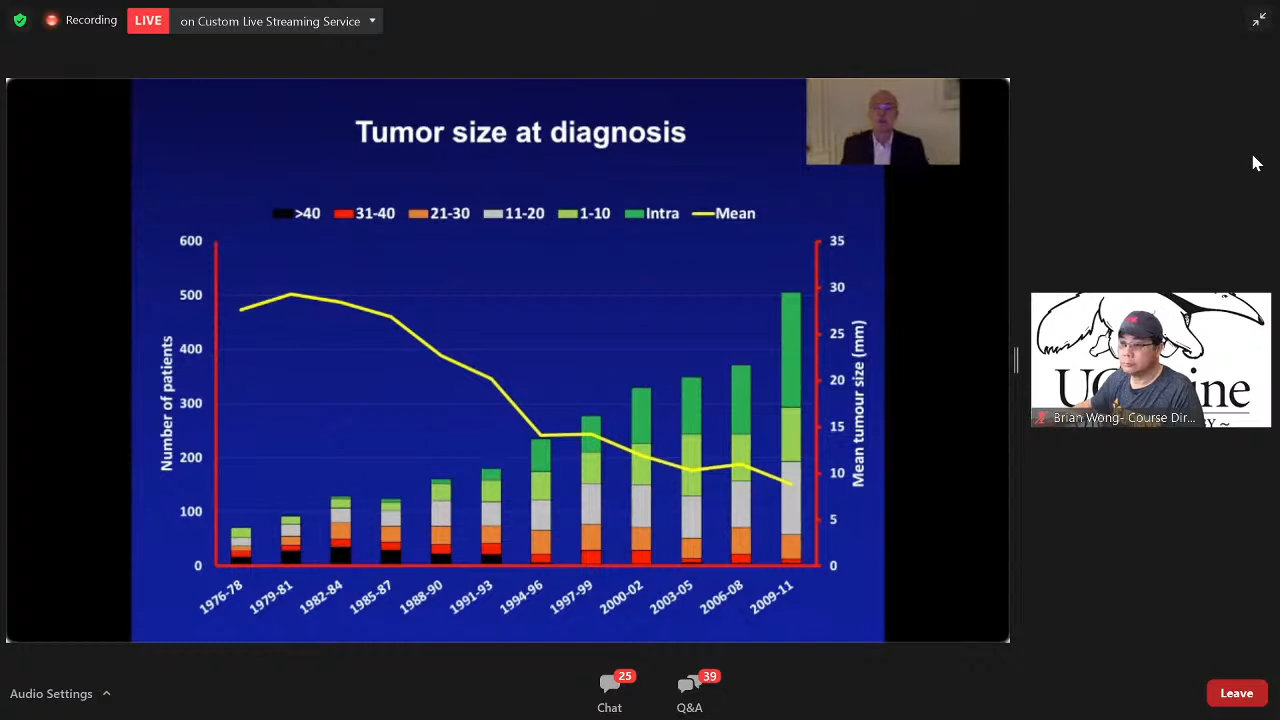 Recording
LIVE
on Custom Live Streaming Service
Tumor size at diagnosis
>40 31-40 21-30 11-20 1-10 Intra Mean
600
500
400
300
200
100
0
Number of patients
35
30
25
20
15
10
5
0
Mean tumour size (mm)
1976-78 1979-81 1982-84 1985-87 1988-90 1991-93 1994-96 1997-99 2000-02 2003-05 2006-08 2009-11
Brian Wong- Course Dir...
Audio Settings
25
Chat
39
Q&A
Leave